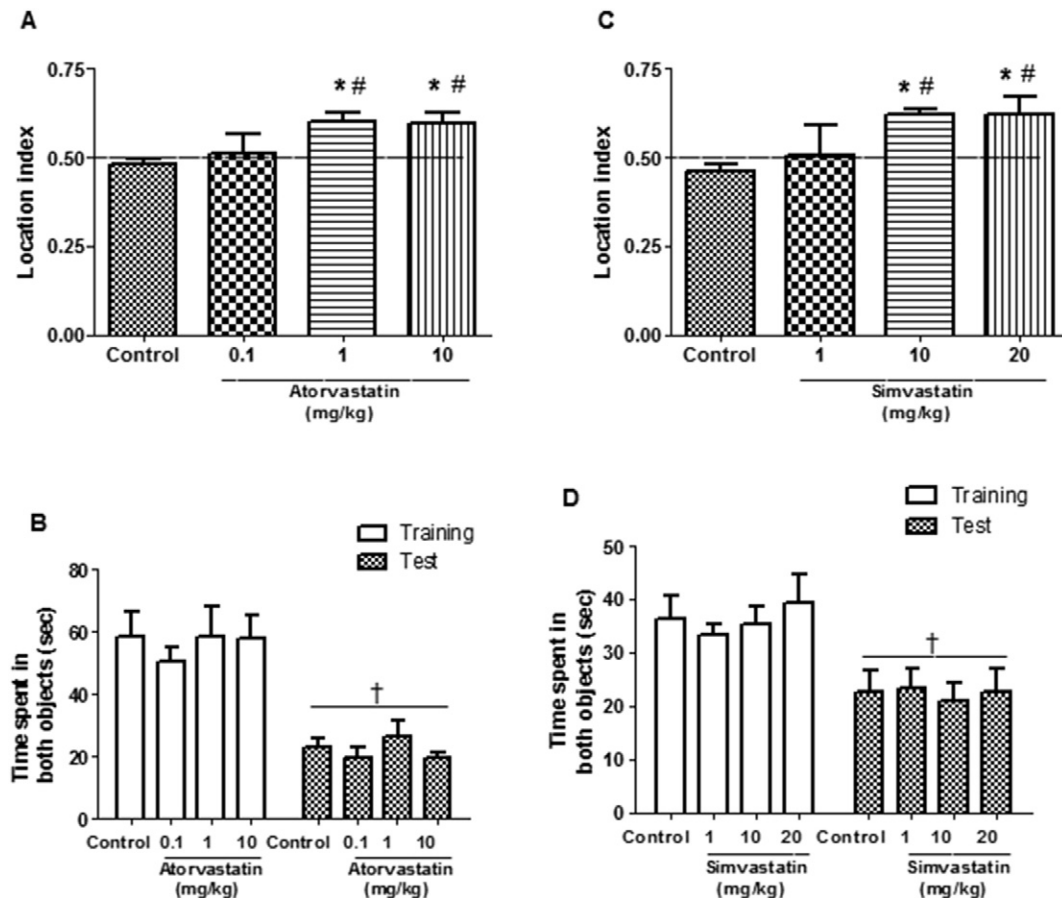 A
Location index
0.75
0.50
0.25
0.00
* #
* #
Control 0.1 1 10
Atorvastatin
(mg/kg)
C
Location index
0.75
0.50
0.25
0.00
* #
* #
Control 1 10 20
Simvastatin
(mg/kg)
B
Training
Test
Time spent in
both objects (sec)
80
60
40
20
0
†
Control 0.1 1 10 Control 0.1 1 10
Atorvastatin Atorvastatin
(mg/kg) (mg/kg)
D
Training
Test
Time spent in
both objects (sec)
50
40
30
20
10
0
†
Control 1 10 20 Control 1 10 20
Simvastatin Simvastatin
(mg/kg) (mg/kg)